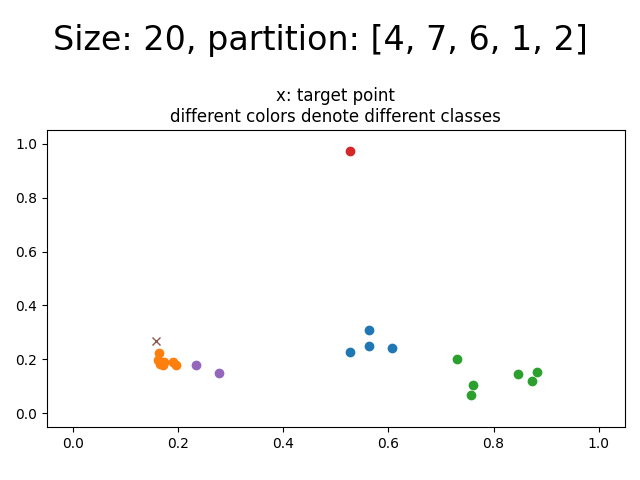 Size: 20, partition: [4, 7, 6, 1, 2]
x: target point
different colors denote different classes
1.0
0.8
0.6
0.4
0.2
0.0
0.0 0.2 0.4 0.6 0.8 1.0